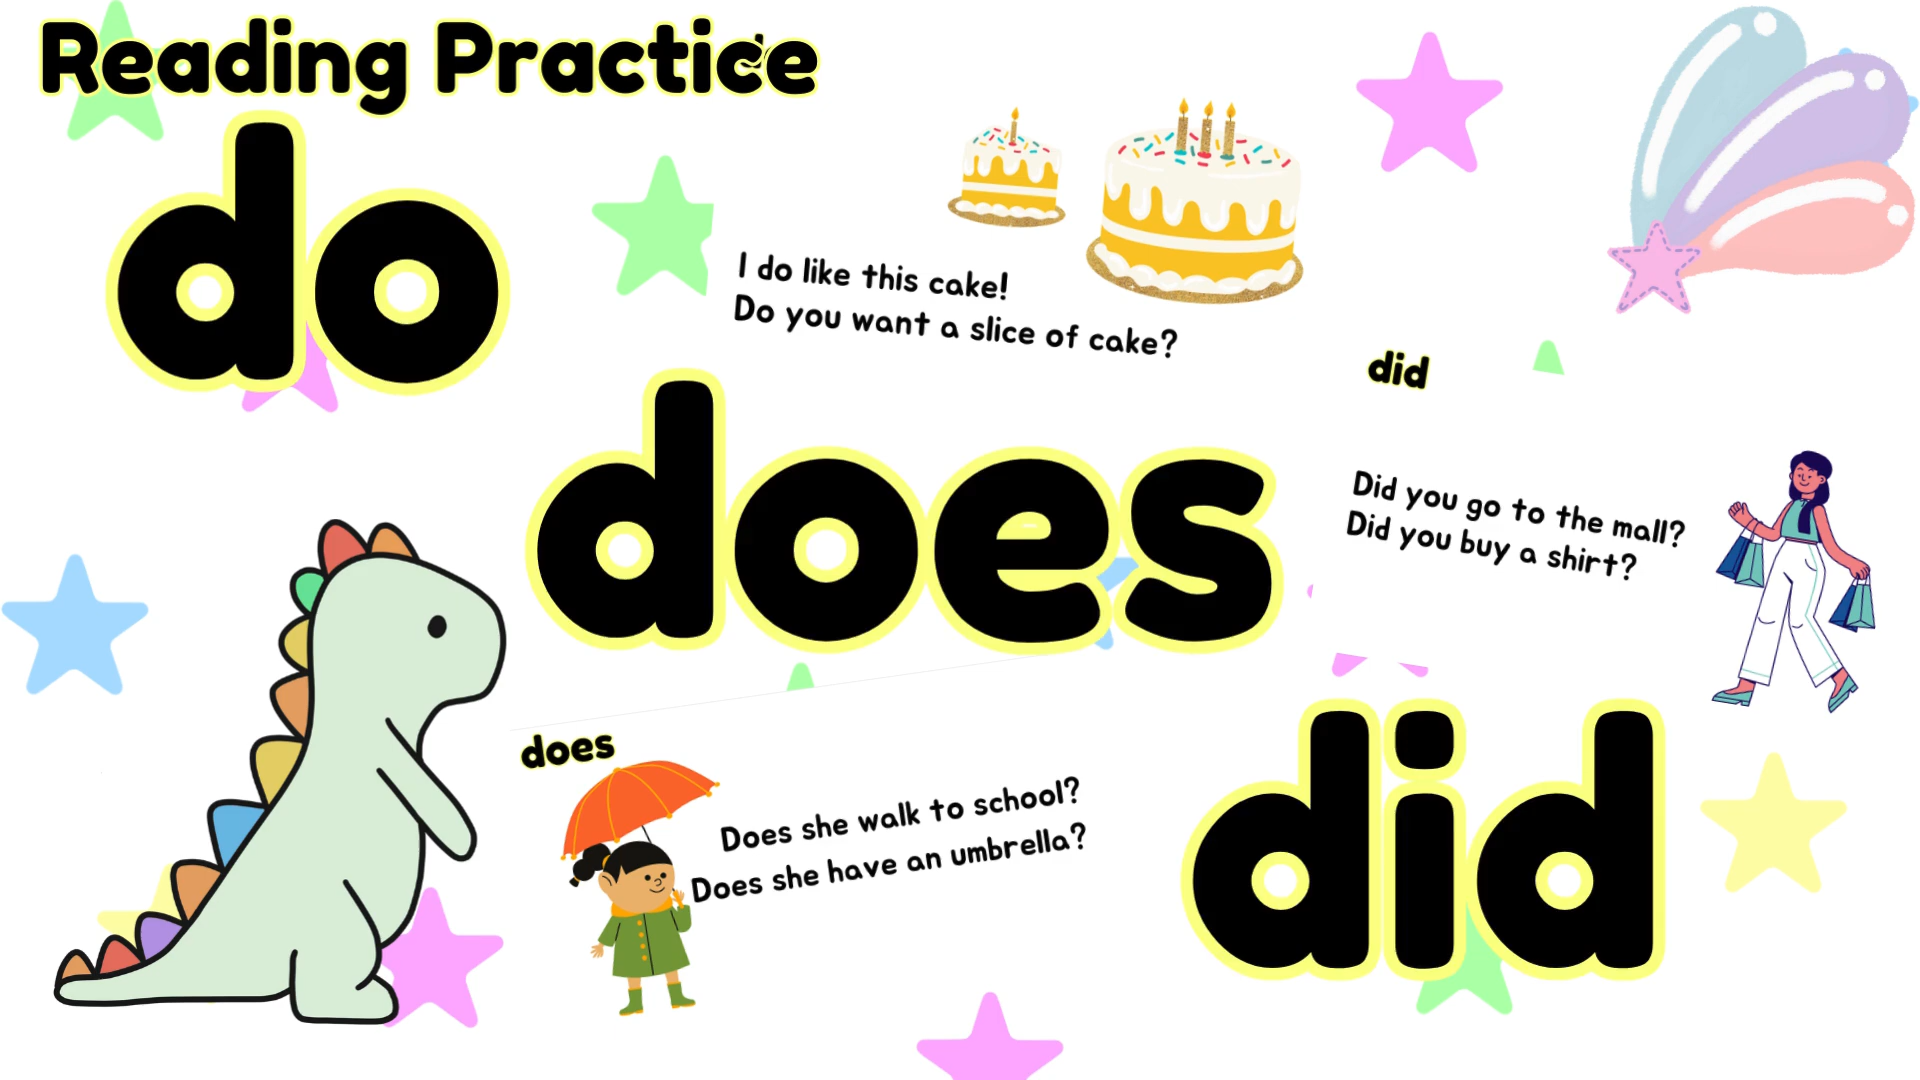 Reading Practice
do
I do like this cake!
Do you want a slice of cake?
does
did
Did you go to the mall?
Did you buy a shirt?
does
Does she walk to school?
Does she have an umbrella?
did